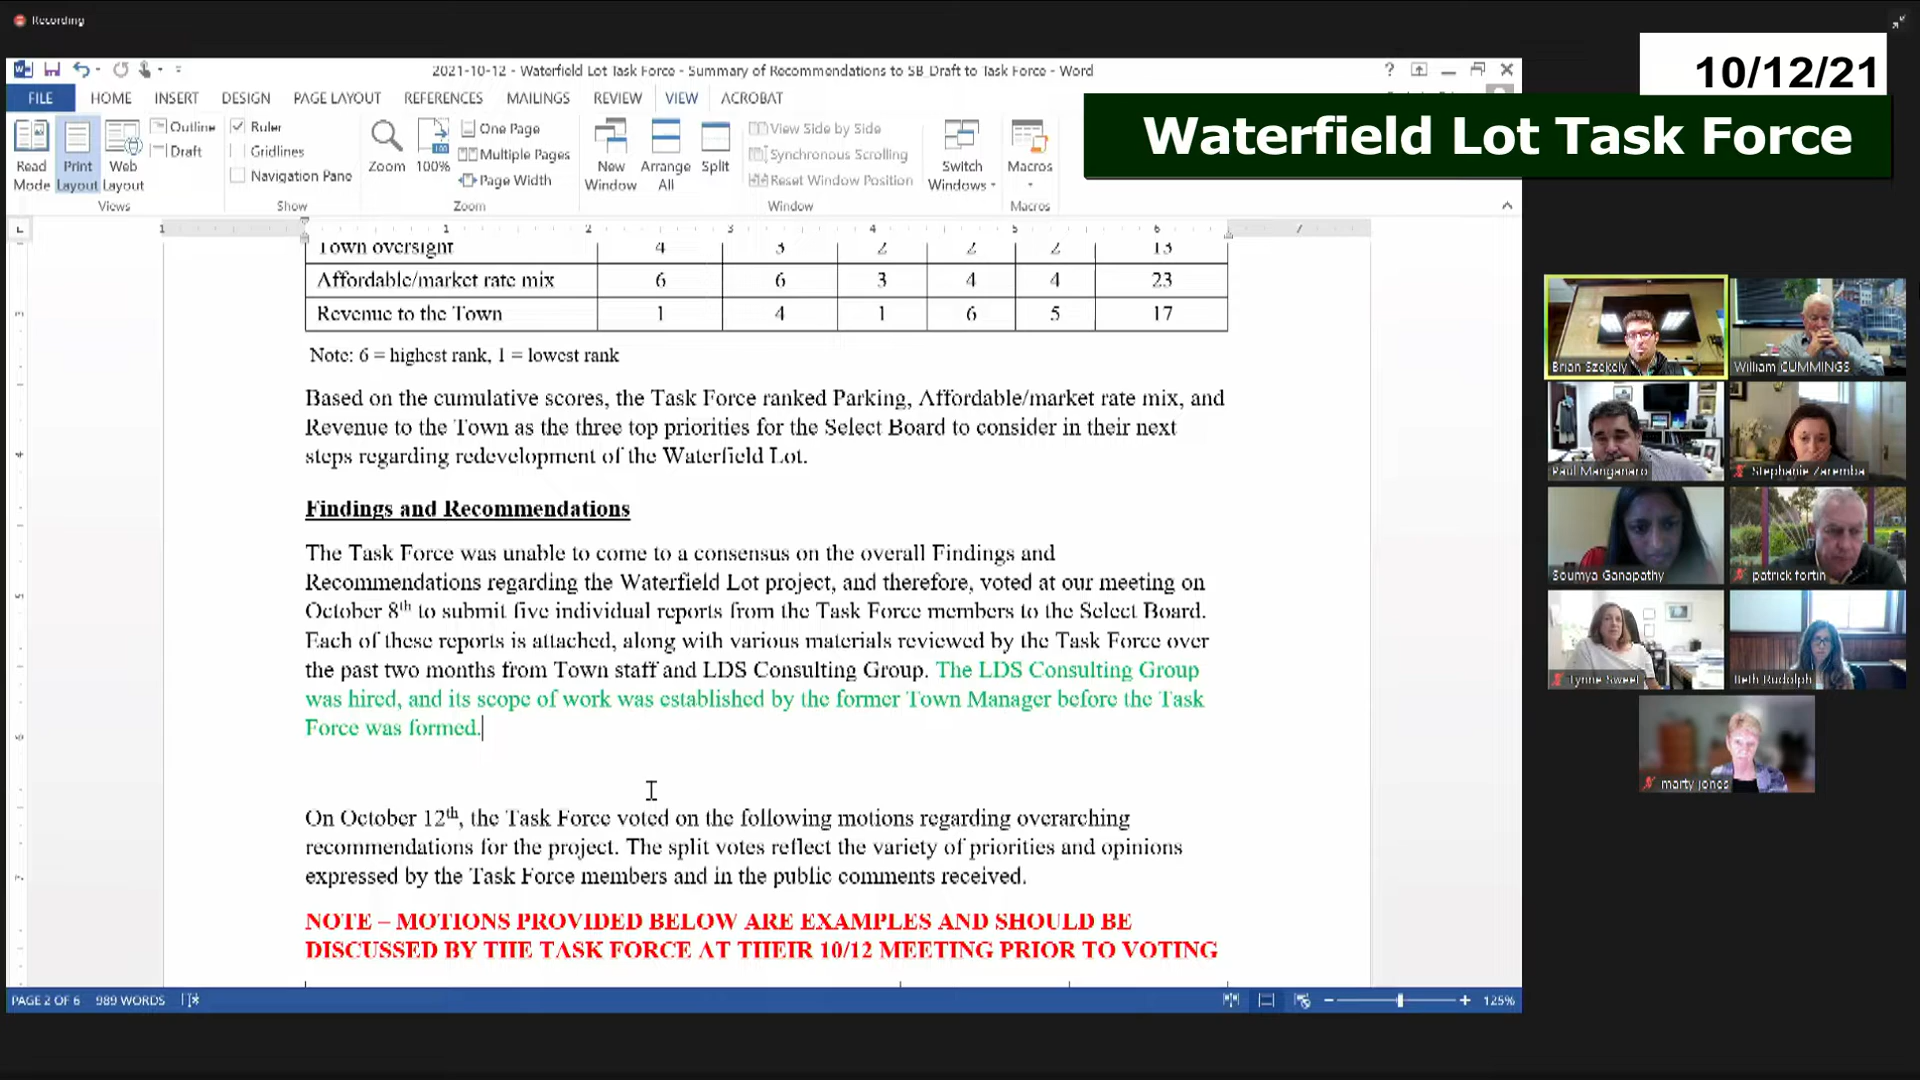 Recording
10/12/21
Waterfield Lot Task Force
2021-10-12 - Waterfield Lot Task Force - Summary of Recommendations to SB_Draft to Task Force - Word
FILE HOME INSERT DESIGN PAGE LAYOUT REFERENCES MAILINGS REVIEW VIEW ACROBAT
Read Mode
Print Layout
Web Layout
Outline
Draft
Views
Ruler
Gridlines
Navigation Pane
Show
Zoom
100%
One Page
Multiple Pages
Page Width
Zoom
New Window
Arrange All
Split
View Side by Side
Synchronous Scrolling
Reset Window Position
Window
Switch Windows
Macros
Macros
1 1 2 3 4 5 6 7
Town oversight 4 3 2 2 2 13
Affordable/market rate mix 6 6 3 4 4 23
Revenue to the Town 1 4 1 6 5 17
Note: 6 = highest rank, 1 = lowest rank
Based on the cumulative scores, the Task Force ranked Parking, Affordable/market rate mix, and
Revenue to the Town as the three top priorities for the Select Board to consider in their next
steps regarding redevelopment of the Waterfield Lot.
Findings and Recommendations
The Task Force was unable to come to a consensus on the overall Findings and
Recommendations regarding the Waterfield Lot project, and therefore, voted at our meeting on
October 8th to submit five individual reports from the Task Force members to the Select Board.
Each of these reports is attached, along with various materials reviewed by the Task Force over
the past two months from Town staff and LDS Consulting Group. The LDS Consulting Group
was hired, and its scope of work was established by the former Town Manager before the Task
Force was formed.
On October 12th, the Task Force voted on the following motions regarding overarching
recommendations for the project. The split votes reflect the variety of priorities and opinions
expressed by the Task Force members and in the public comments received.
NOTE – MOTIONS PROVIDED BELOW ARE EXAMPLES AND SHOULD BE
DISCUSSED BY THE TASK FORCE AT THEIR 10/12 MEETING PRIOR TO VOTING
PAGE 2 OF 6 989 WORDS
125%
Brian Szekely
William CUMMINGS
Paul Manganaro
Stephanie Zaremba
Soumya Ganapathy
patrick fortin
Lynne Sweet
Beth Rudolph
marty jones